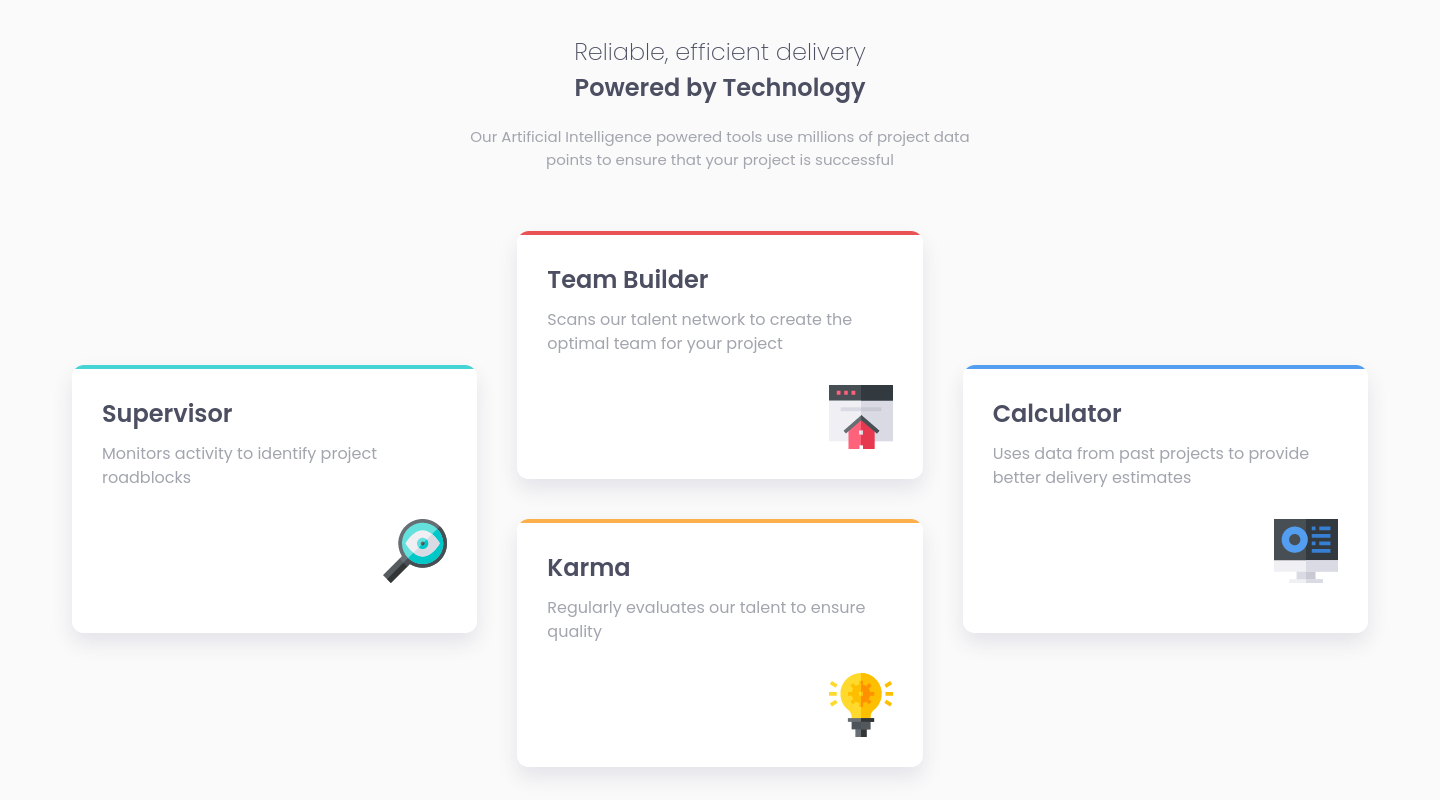 Reliable, efficient delivery
Powered by Technology
Our Artificial Intelligence powered tools use millions of project data
points to ensure that your project is successful
Supervisor
Monitors activity to identify project
roadblocks
Team Builder
Scans our talent network to create the
optimal team for your project
Karma
Regularly evaluates our talent to ensure
quality
Calculator
Uses data from past projects to provide
better delivery estimates